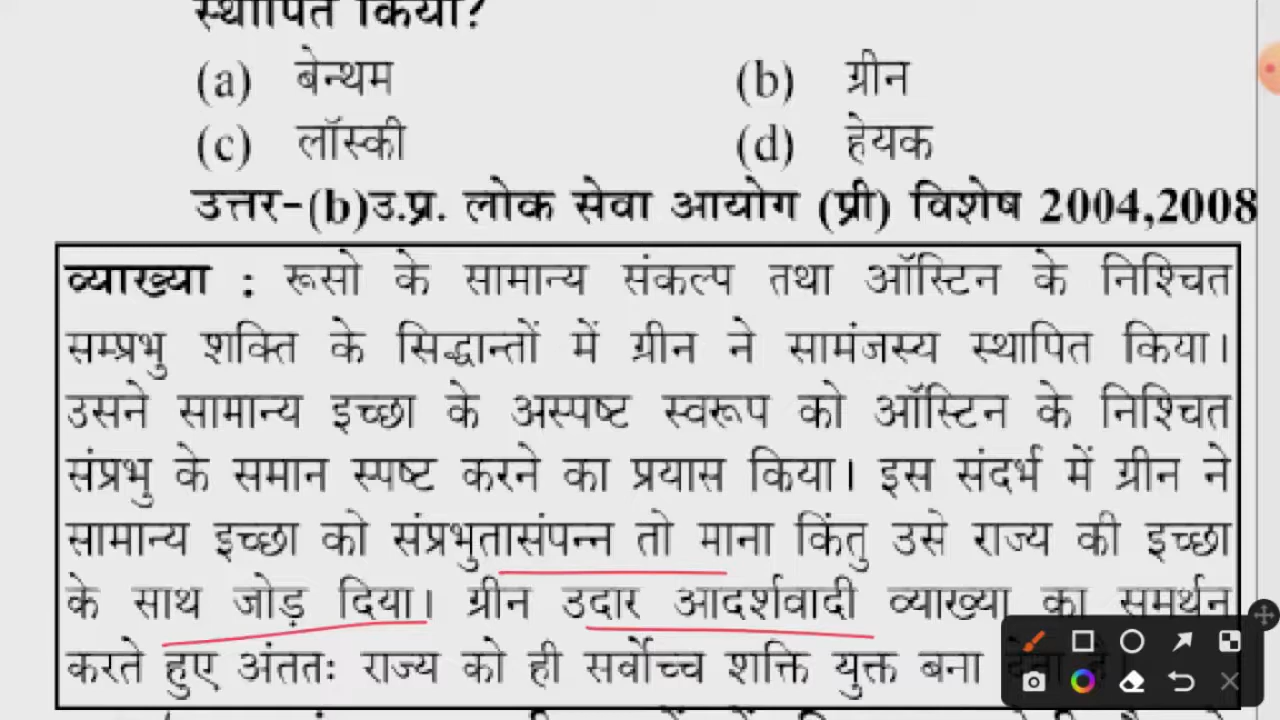 स्थापित किया?
(a) बेन्थम (b) ग्रीन
(c) लॉस्की (d) हेयक
उत्तर-(b)उ.प्र. लोक सेवा आयोग (प्री) विशेष 2004,2008
व्याख्या : रूसो के सामान्य संकल्प तथा ऑस्टिन के निश्चित
सम्प्रभु शक्ति के सिद्धान्तों में ग्रीन ने सामंजस्य स्थापित किया।
उसने सामान्य इच्छा के अस्पष्ट स्वरूप को ऑस्टिन के निश्चित
संप्रभु के समान स्पष्ट करने का प्रयास किया। इस संदर्भ में ग्रीन ने
सामान्य इच्छा को संप्रभुतासंपन्न तो माना किंतु उसे राज्य की इच्छा
के साथ जोड़ दिया। ग्रीन उदार आदर्शवादी व्याख्या का समर्थन
करते हुए अंततः राज्य को ही सर्वोच्च शक्ति युक्त बना